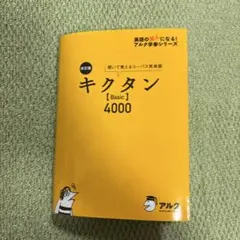 英語の超人になる!
アルク学参シリーズ
改訂版
聞いて覚えるコーパス英単語
キクタン
【Basic】
4000
アルク